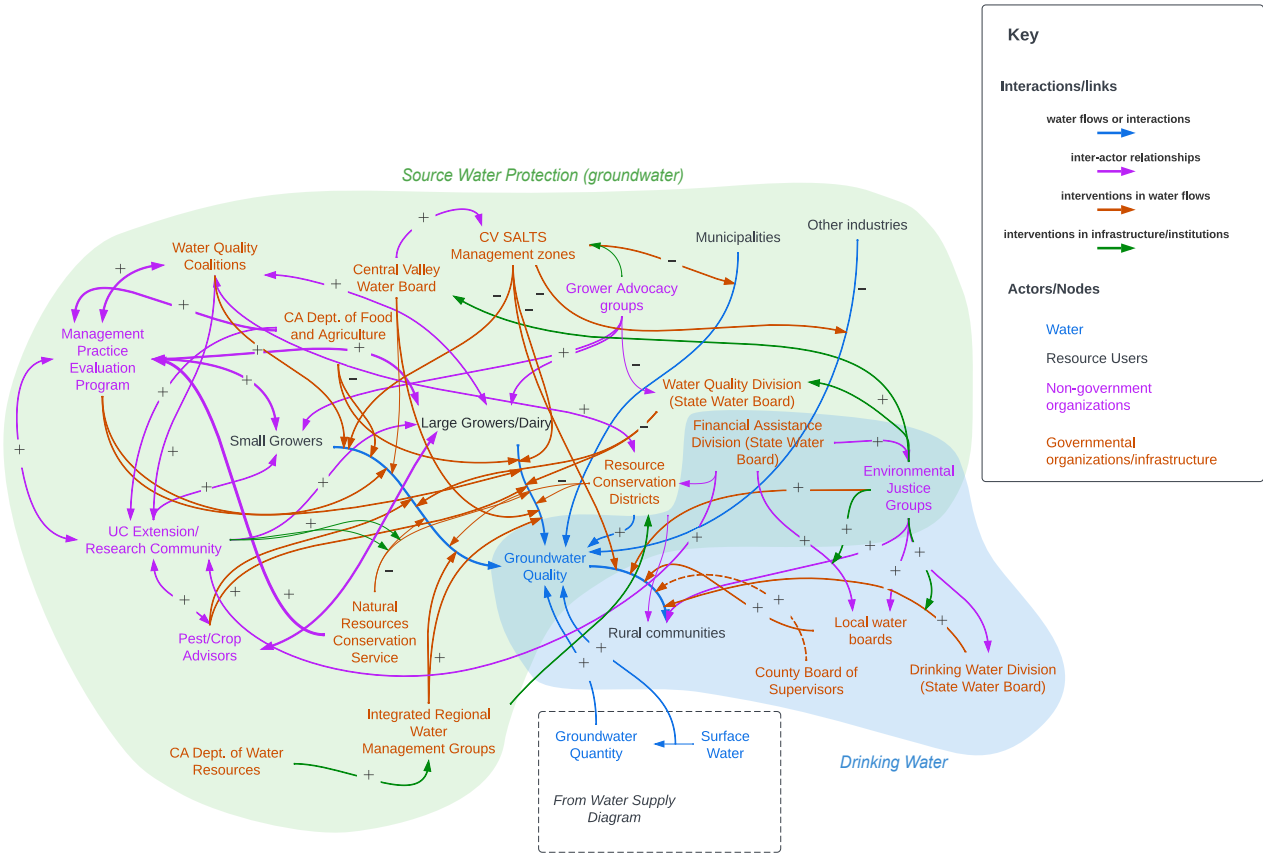 Key
Interactions/links
water flows or interactions
inter-actor relationships
interventions in water flows
interventions in infrastructure/institutions
Actors/Nodes
Water
Resource Users
Non-government
organizations
Governmental
organizations/infrastructure
Source Water Protection (groundwater)
Water Quality
Coalitions
Central Valley
Water Board
CV SALTS
Management zones
Municipalities
Other industries
Grower Advocacy
groups
CA Dept. of Food
and Agriculture
Management
Practice
Evaluation
Program
Small Growers
Large Growers/Dairy
Water Quality Division
(State Water Board)
Financial Assistance
Division (State Water
Board)
Resource
Conservation
Districts
Environmental
Justice
Groups
UC Extension/
Research Community
Groundwater
Quality
Natural
Resources
Conservation
Service
Pest/Crop
Advisors
Rural communities
Local water
boards
County Board of
Supervisors
Drinking Water Division
(State Water Board)
Integrated Regional
Water
Management Groups
CA Dept. of Water
Resources
Groundwater
Quantity
Surface
Water
From Water Supply
Diagram
Drinking Water